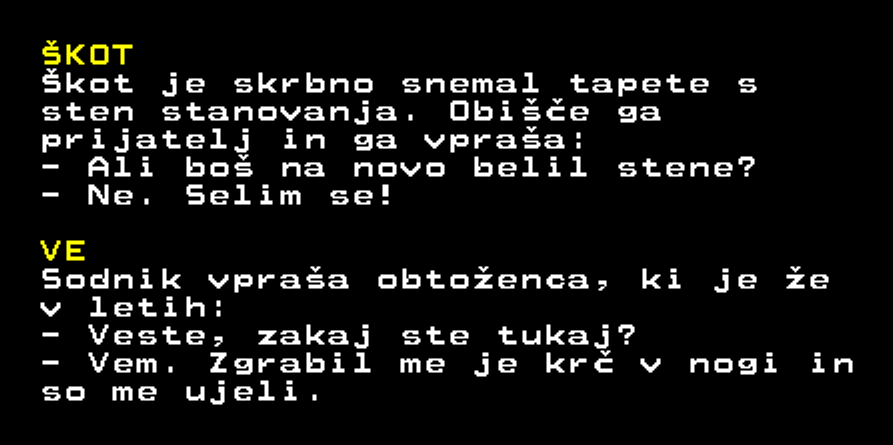 ŠKOT
Škot je skrbno snemal tapete s
sten stanovanja. Obišče ga
prijatelj in ga vpraša:
- Ali boš na novo belil stene?
- Ne. Selim se!
VE
Sodnik vpraša obtoženca, ki je že
v letih:
- Veste, zakaj ste tukaj?
- Vem. Zgrabil me je krč v nogi in
so me ujeli.